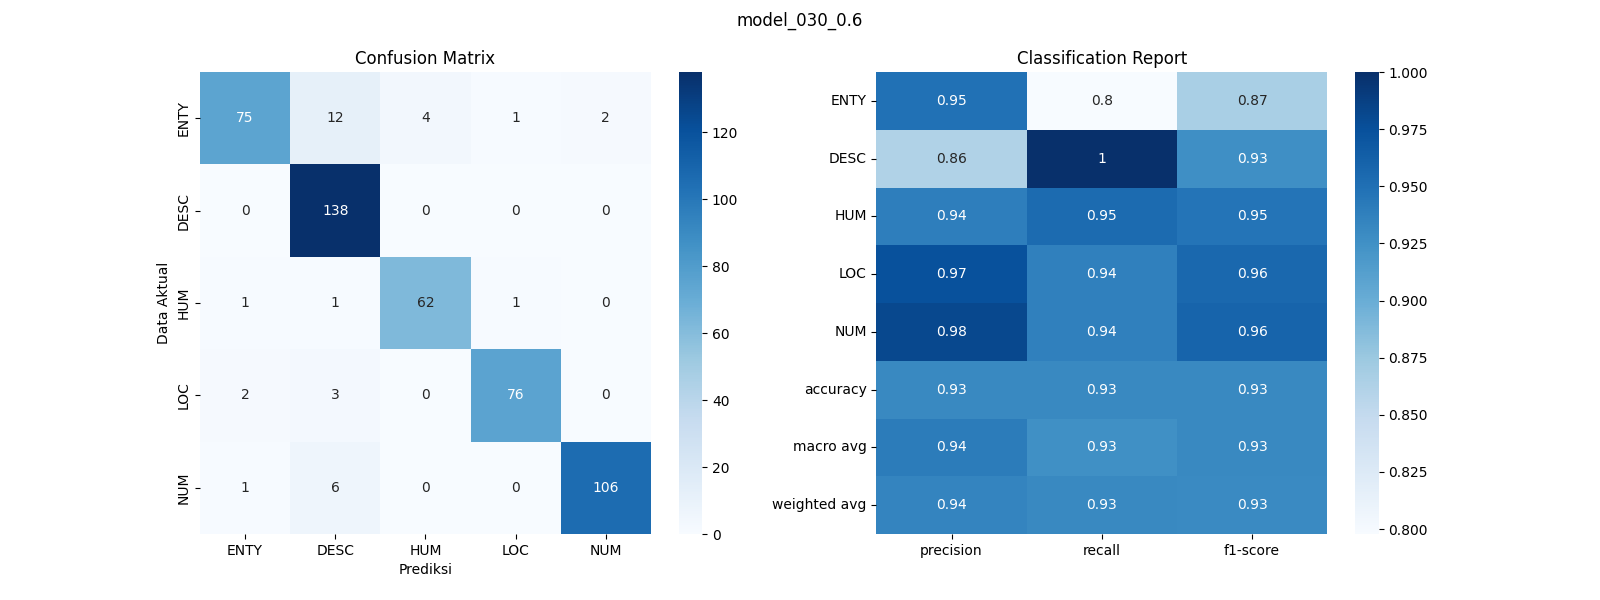 model_030_0.6
Confusion Matrix
Data Aktual
ENTY 75 12 4 1 2
DESC 0 138 0 0 0
HUM 1 1 62 1 0
LOC 2 3 0 76 0
NUM 1 6 0 0 106
ENTY DESC HUM LOC NUM
Prediksi
120
100
80
60
40
20
0
Classification Report
ENTY 0.95 0.8 0.87
DESC 0.86 1 0.93
HUM 0.94 0.95 0.95
LOC 0.97 0.94 0.96
NUM 0.98 0.94 0.96
accuracy 0.93 0.93 0.93
macro avg 0.94 0.93 0.93
weighted avg 0.94 0.93 0.93
precision recall f1-score
1.000
0.975
0.950
0.925
0.900
0.875
0.850
0.825
0.800